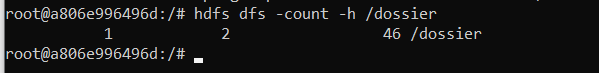 root@a806e996496d:/# hdfs dfs -count -h /dossier
1 2 46 /dossier
root@a806e996496d:/#